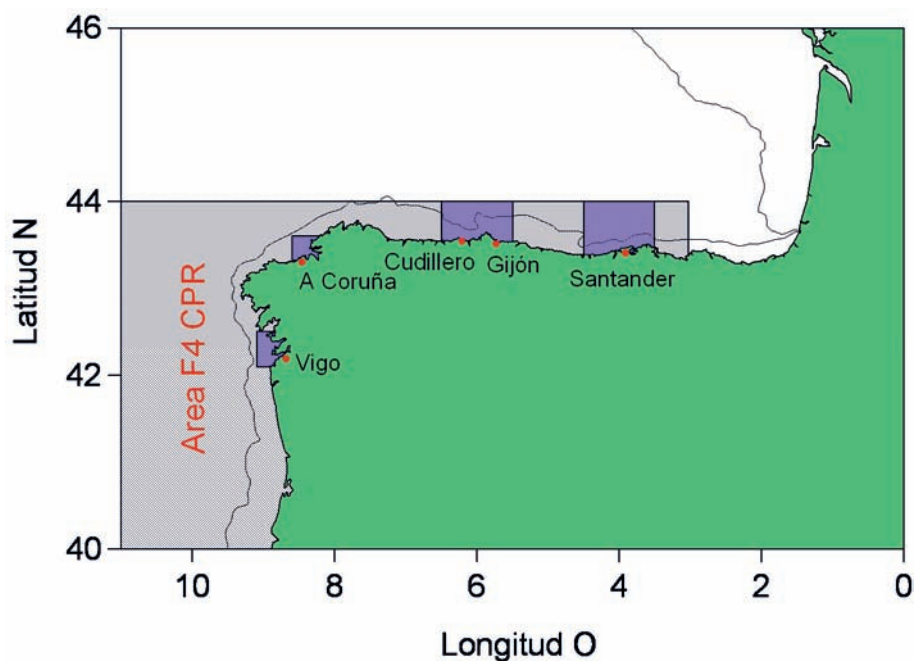 46
44
42
40
Latitud N
Area F4 CPR
A Coruña
Cudillero
Gijón
Santander
Vigo
10
8
6
4
2
0
Longitud O